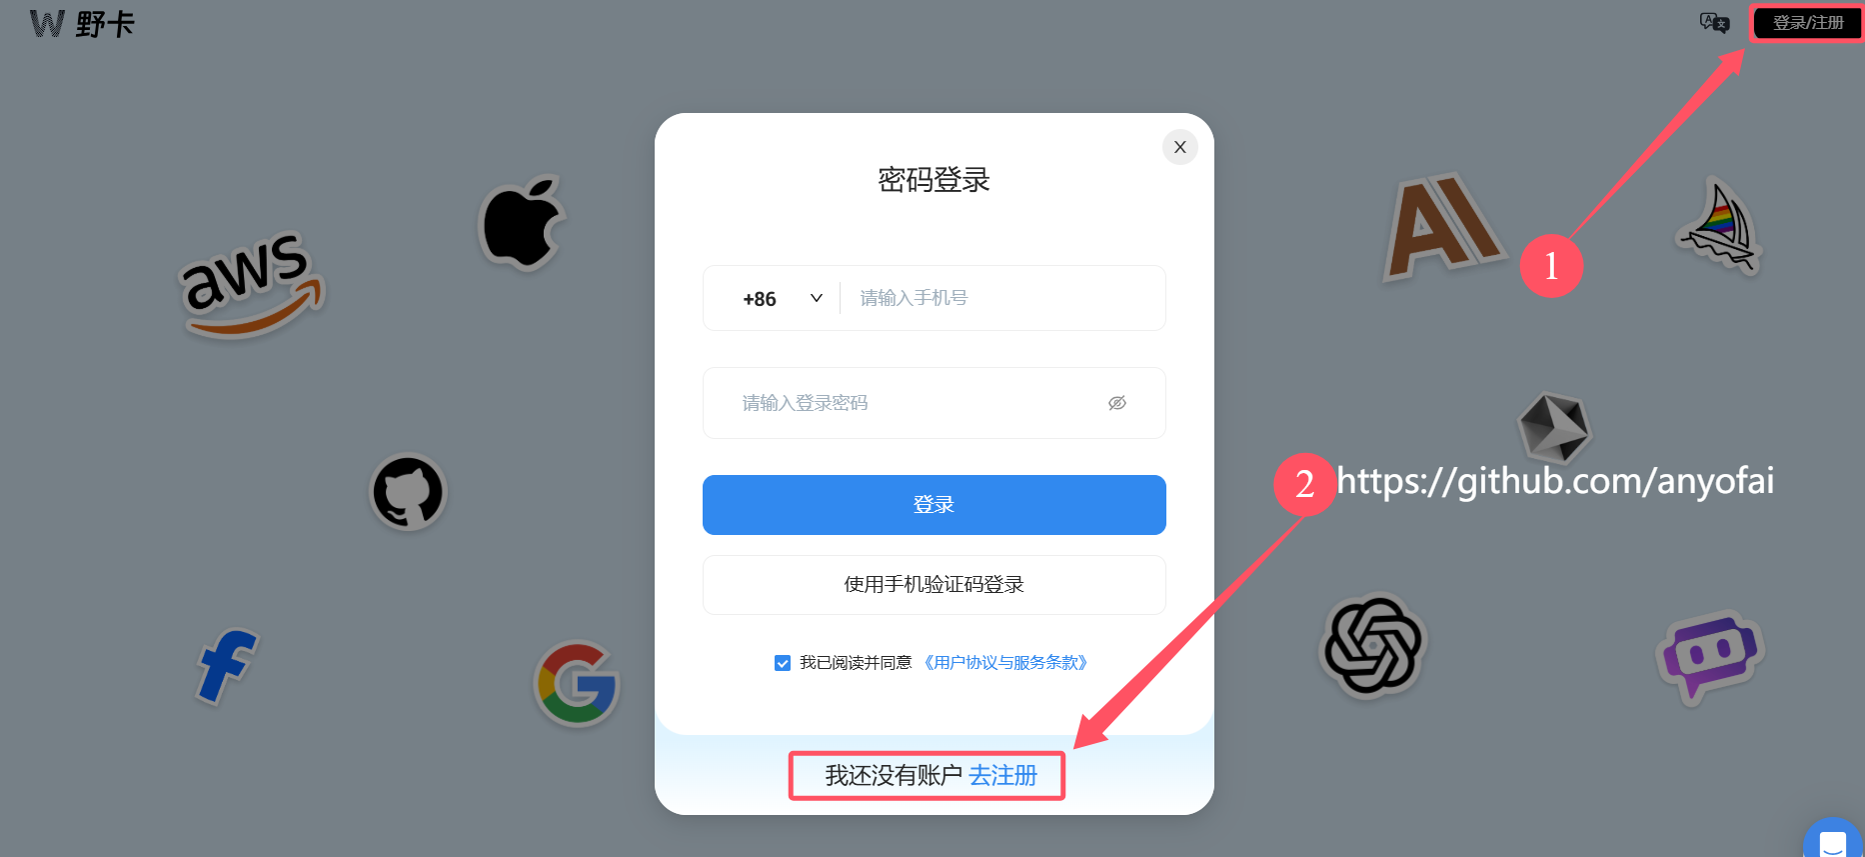 W 野卡
登录/注册
X
密码登录
aws
AI
1
+86 请输入手机号
请输入登录密码
2 https://github.com/anyofai
登录
使用手机验证码登录
我已阅读并同意 《用户协议与服务条款》
我还没有账户 去注册